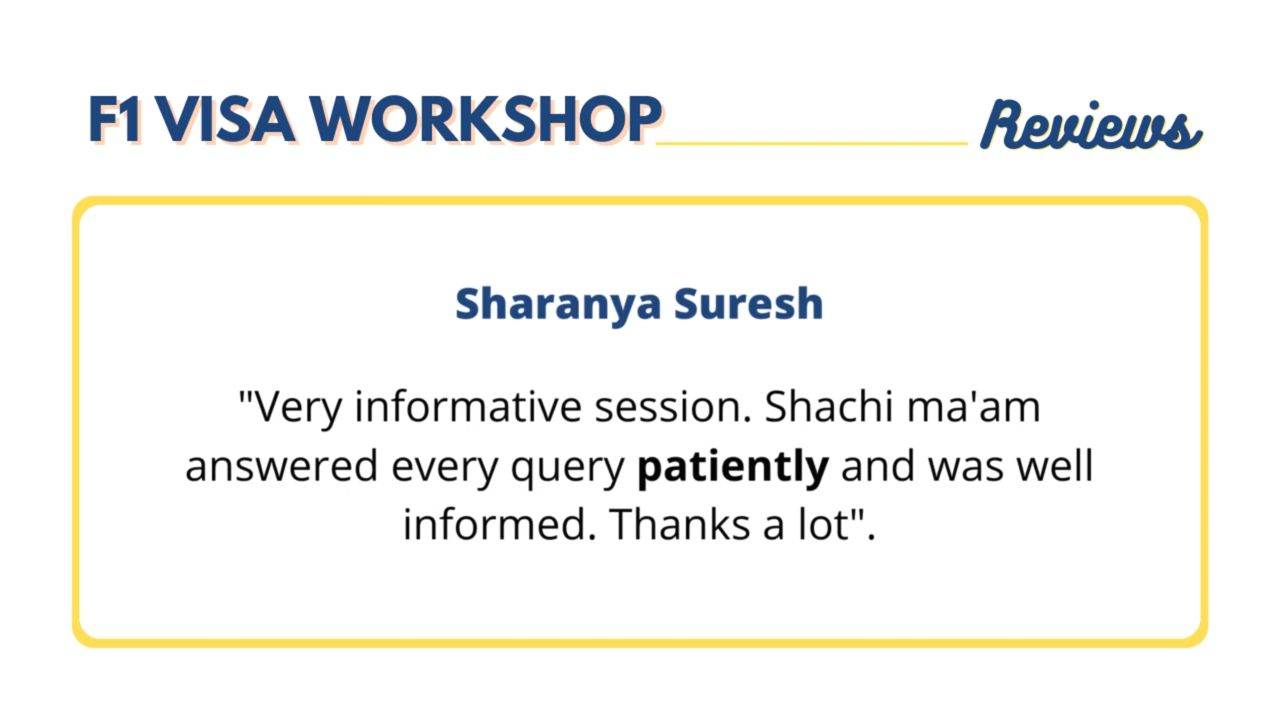 F1 VISA WORKSHOP
Reviews
Sharanya Suresh
"Very informative session. Shachi ma'am
answered every query patiently and was well
informed. Thanks a lot".